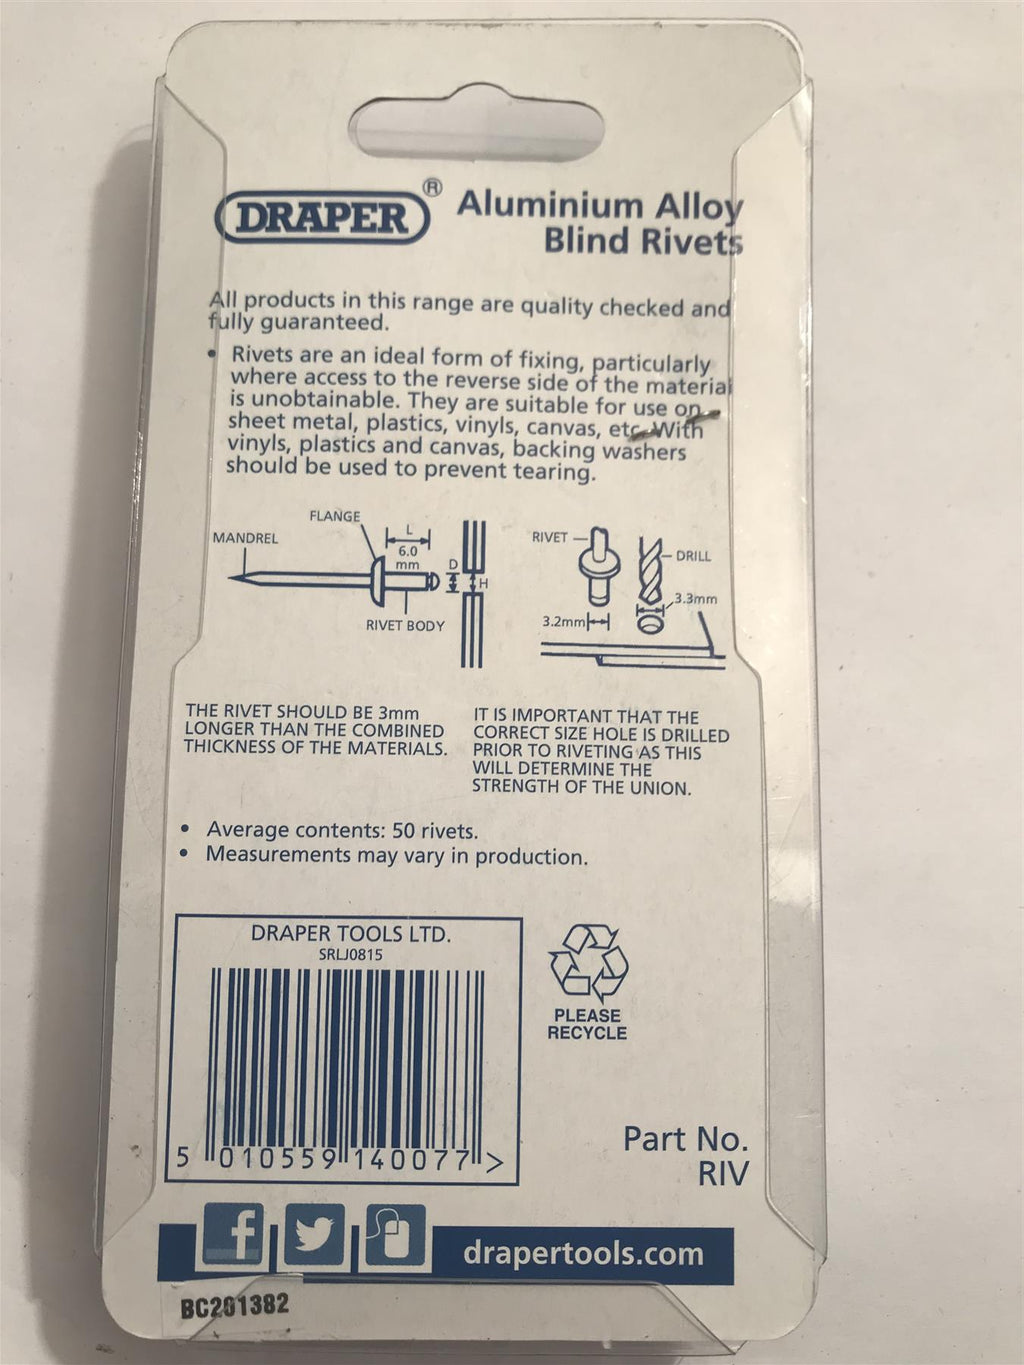 DRAPER®
Aluminium Alloy
Blind Rivets
All products in this range are quality checked and
fully guaranteed.
• Rivets are an ideal form of fixing, particularly
where access to the reverse side of the material
is unobtainable. They are suitable for use on
sheet metal, plastics, vinyls, canvas, etc. With
vinyls, plastics and canvas, backing washers
should be used to prevent tearing.
FLANGE
MANDREL
L
6.0
mm
D
H
RIVET BODY
RIVET
DRILL
3.3mm
3.2mm
THE RIVET SHOULD BE 3mm
LONGER THAN THE COMBINED
THICKNESS OF THE MATERIALS.
IT IS IMPORTANT THAT THE
CORRECT SIZE HOLE IS DRILLED
PRIOR TO RIVETING AS THIS
WILL DETERMINE THE
STRENGTH OF THE UNION.
• Average contents: 50 rivets.
• Measurements may vary in production.
DRAPER TOOLS LTD.
SRLJ0815
5 010559 140077 >
PLEASE
RECYCLE
Part No.
RIV
f
drapertools.com
BC201382